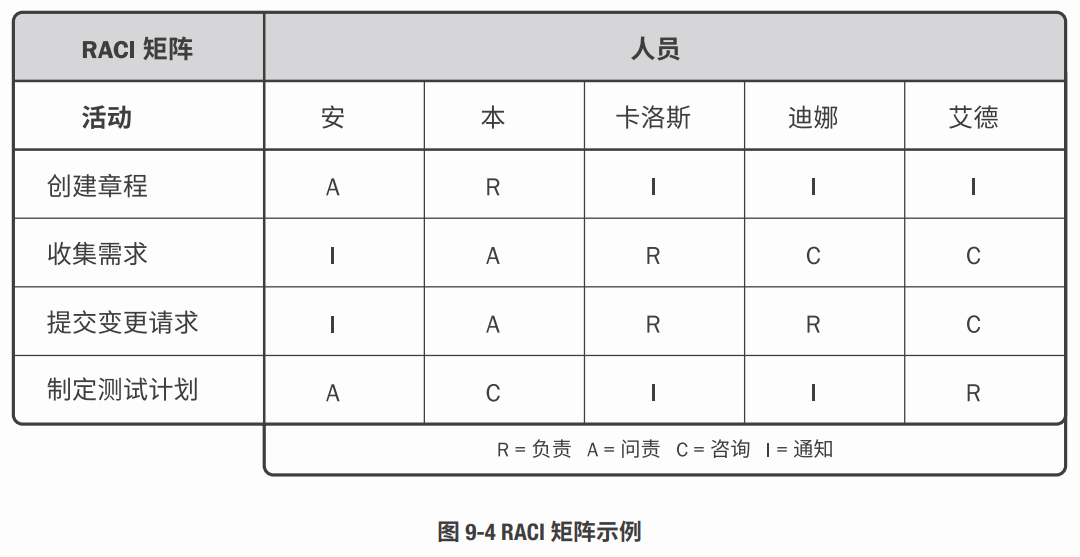 RACI 矩阵 人员
活动 安 本 卡洛斯 迪娜 艾德
创建章程 A R I I I
收集需求 I A R C C
提交变更请求 I A R R C
制定测试计划 A C I I R
R = 负责 A = 问责 C = 咨询 I = 通知
图 9-4 RACI 矩阵示例